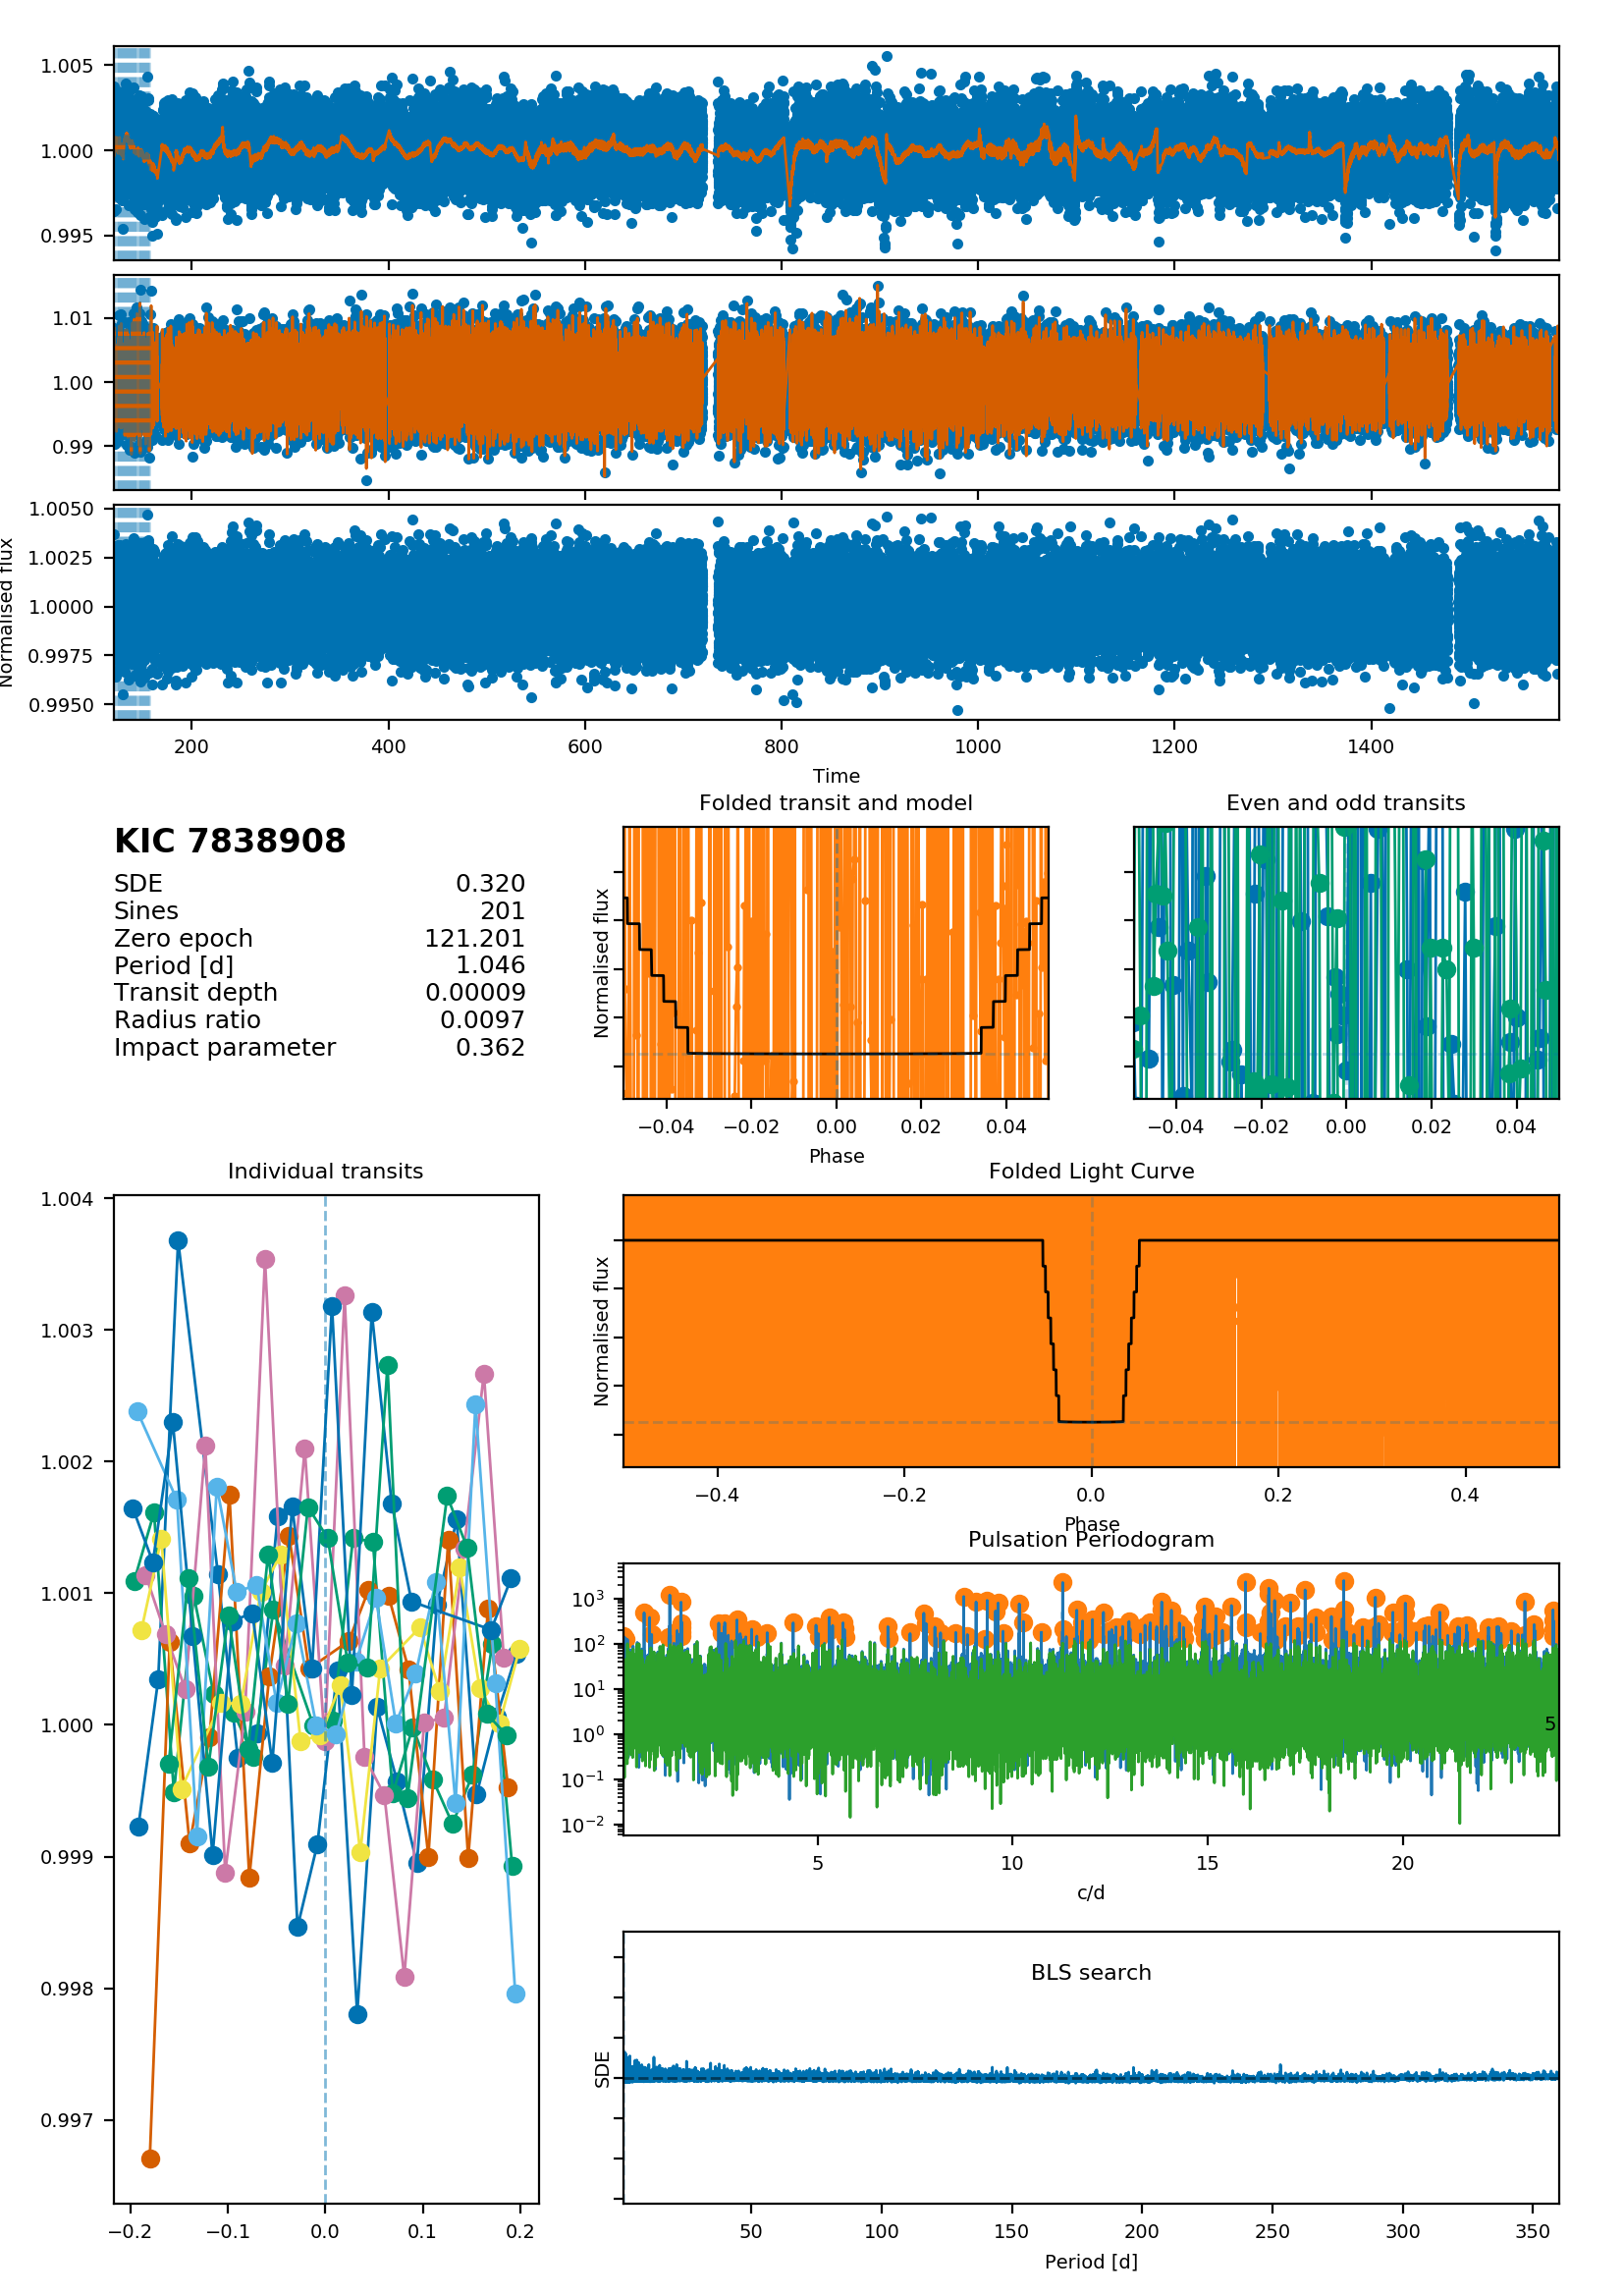 1.005
1.000
0.995
1.01
1.00
0.99
1.0050
1.0025
1.0000
0.9975
0.9950
Normalised flux
200 400 600 800 1000 1200 1400
Time
KIC 7838908
SDE 0.320
Sines 201
Zero epoch 121.201
Period [d] 1.046
Transit depth 0.00009
Radius ratio 0.0097
Impact parameter 0.362
Folded transit and model
Normalised flux
−0.04 −0.02 0.00 0.02 0.04
Phase
Even and odd transits
−0.04 −0.02 0.00 0.02 0.04
Individual transits
1.004
1.003
1.002
1.001
1.000
0.999
0.998
0.997
−0.2 −0.1 0.0 0.1 0.2
Folded Light Curve
Normalised flux
−0.4 −0.2 0.0 0.2 0.4
Phase
Pulsation Periodogram
10³
10²
10¹
10⁰
10⁻¹
10⁻²
5
5 10 15 20
c/d
BLS search
SDE
50 100 150 200 250 300 350
Period [d]